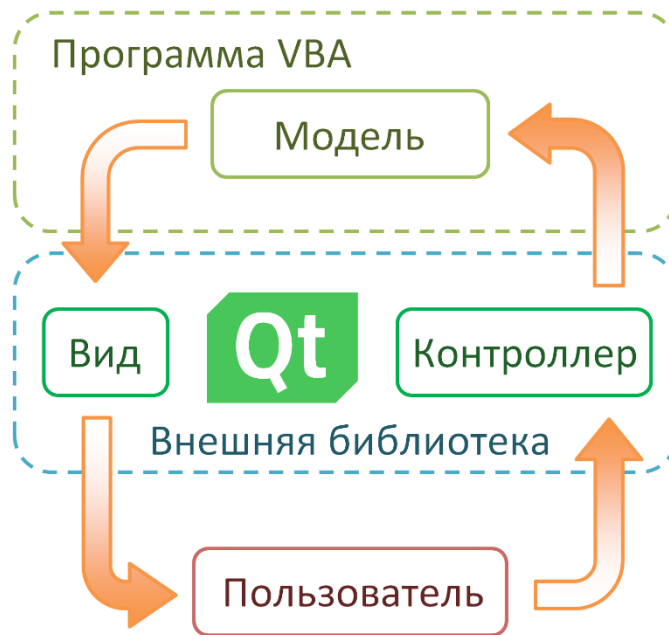 Программа VBA
Модель
Вид
Qt
Контроллер
Внешняя библиотека
Пользователь